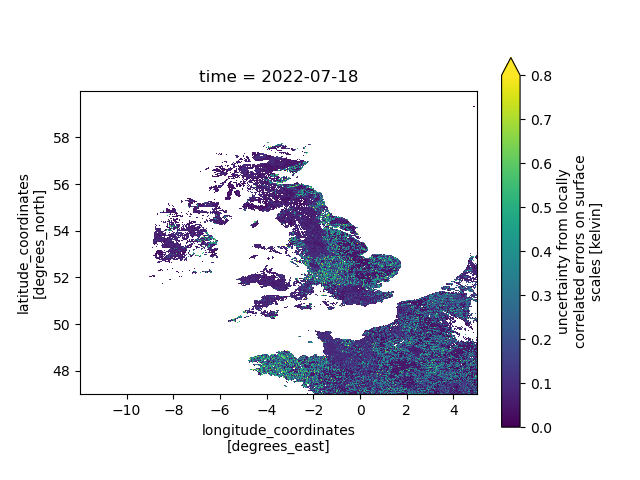 time = 2022-07-18
58
56
54
52
50
48
latitude_coordinates
[degrees_north]
−10
−8
−6
−4
−2
0
2
4
longitude_coordinates
[degrees_east]
0.8
0.7
0.6
0.5
0.4
0.3
0.2
0.1
0.0
uncertainty from locally
correlated errors on surface
scales [kelvin]